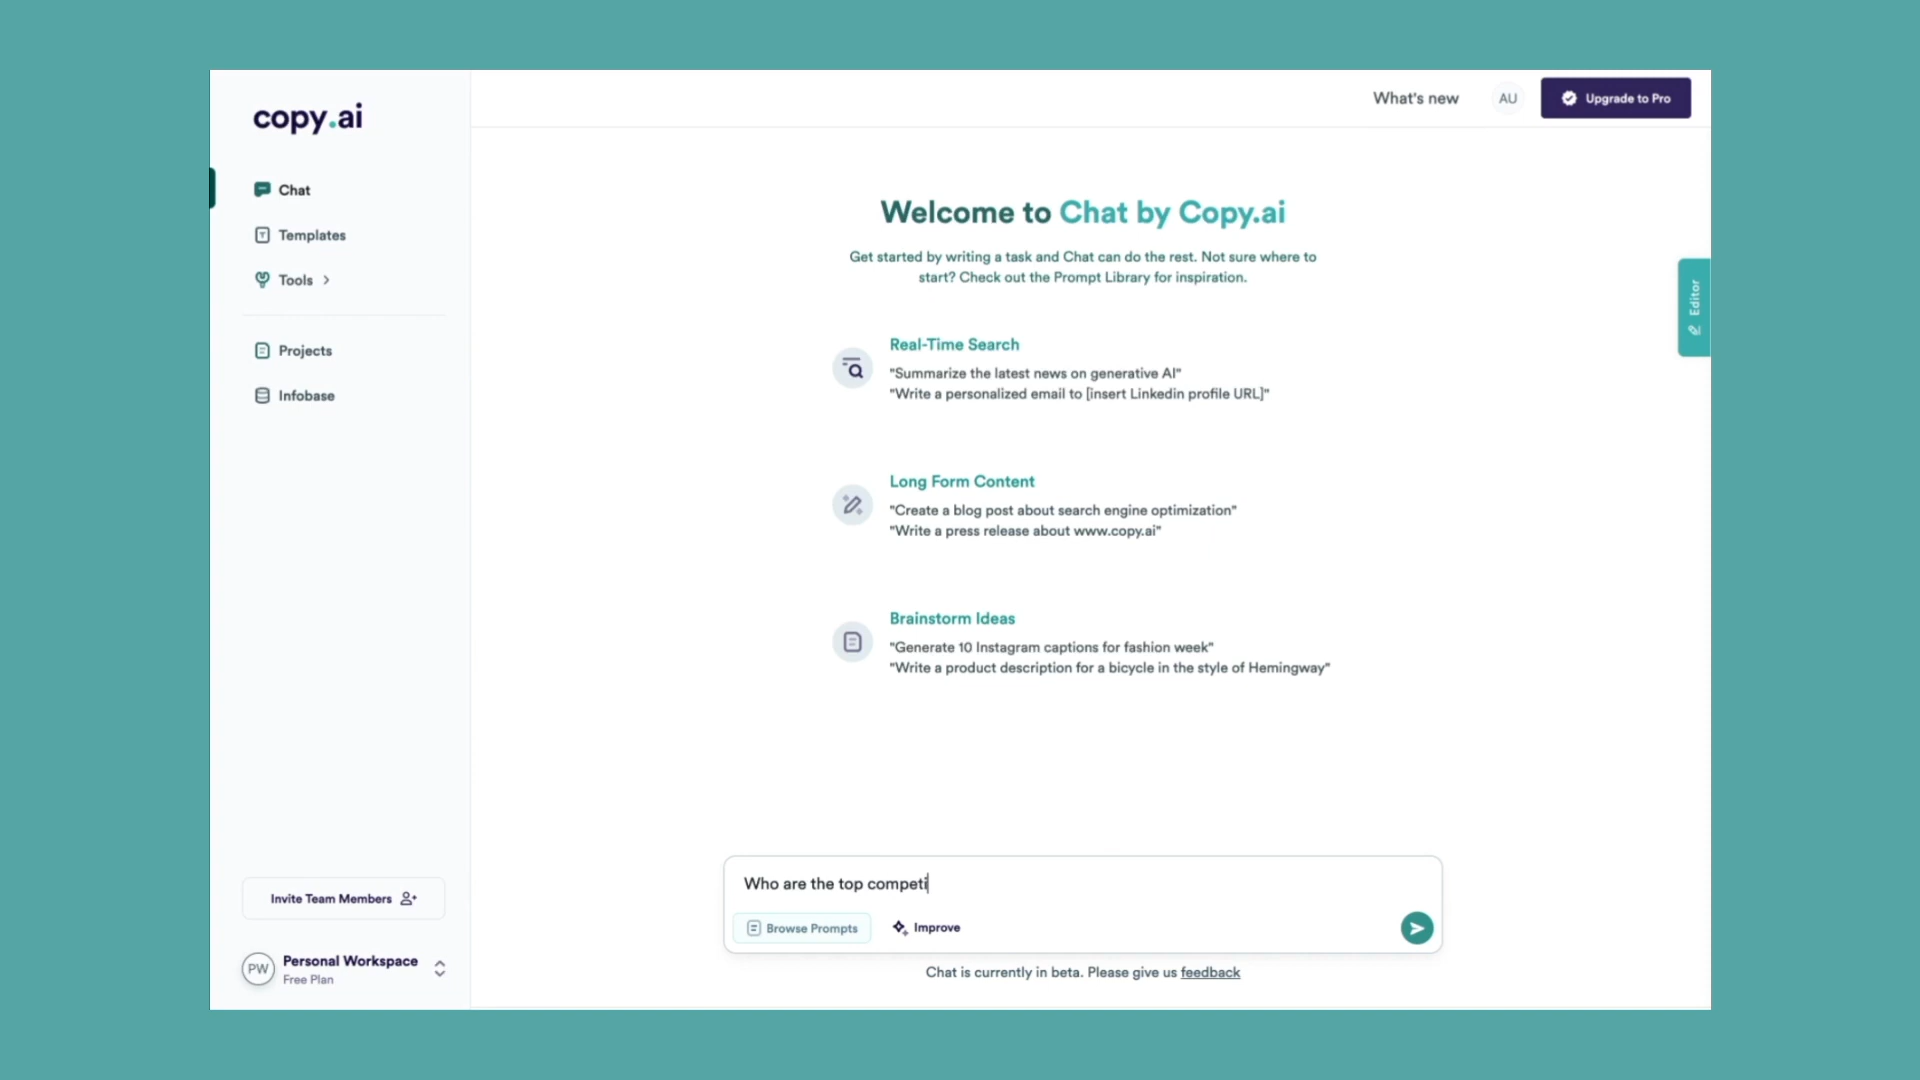 copy.ai
Chat
Templates
Tools
Projects
Infobase
Invite Team Members
PW
Personal Workspace
Free Plan
What's new
AU
Upgrade to Pro
Welcome to Chat by Copy.ai
Get started by writing a task and Chat can do the rest. Not sure where to
start? Check out the Prompt Library for inspiration.
Real-Time Search
"Summarize the latest news on generative AI"
"Write a personalized email to [insert Linkedin profile URL]"
Long Form Content
"Create a blog post about search engine optimization"
"Write a press release about www.copy.ai"
Brainstorm Ideas
"Generate 10 Instagram captions for fashion week"
"Write a product description for a bicycle in the style of Hemingway"
Editor
Who are the top competi
Browse Prompts
Improve
Chat is currently in beta. Please give us feedback